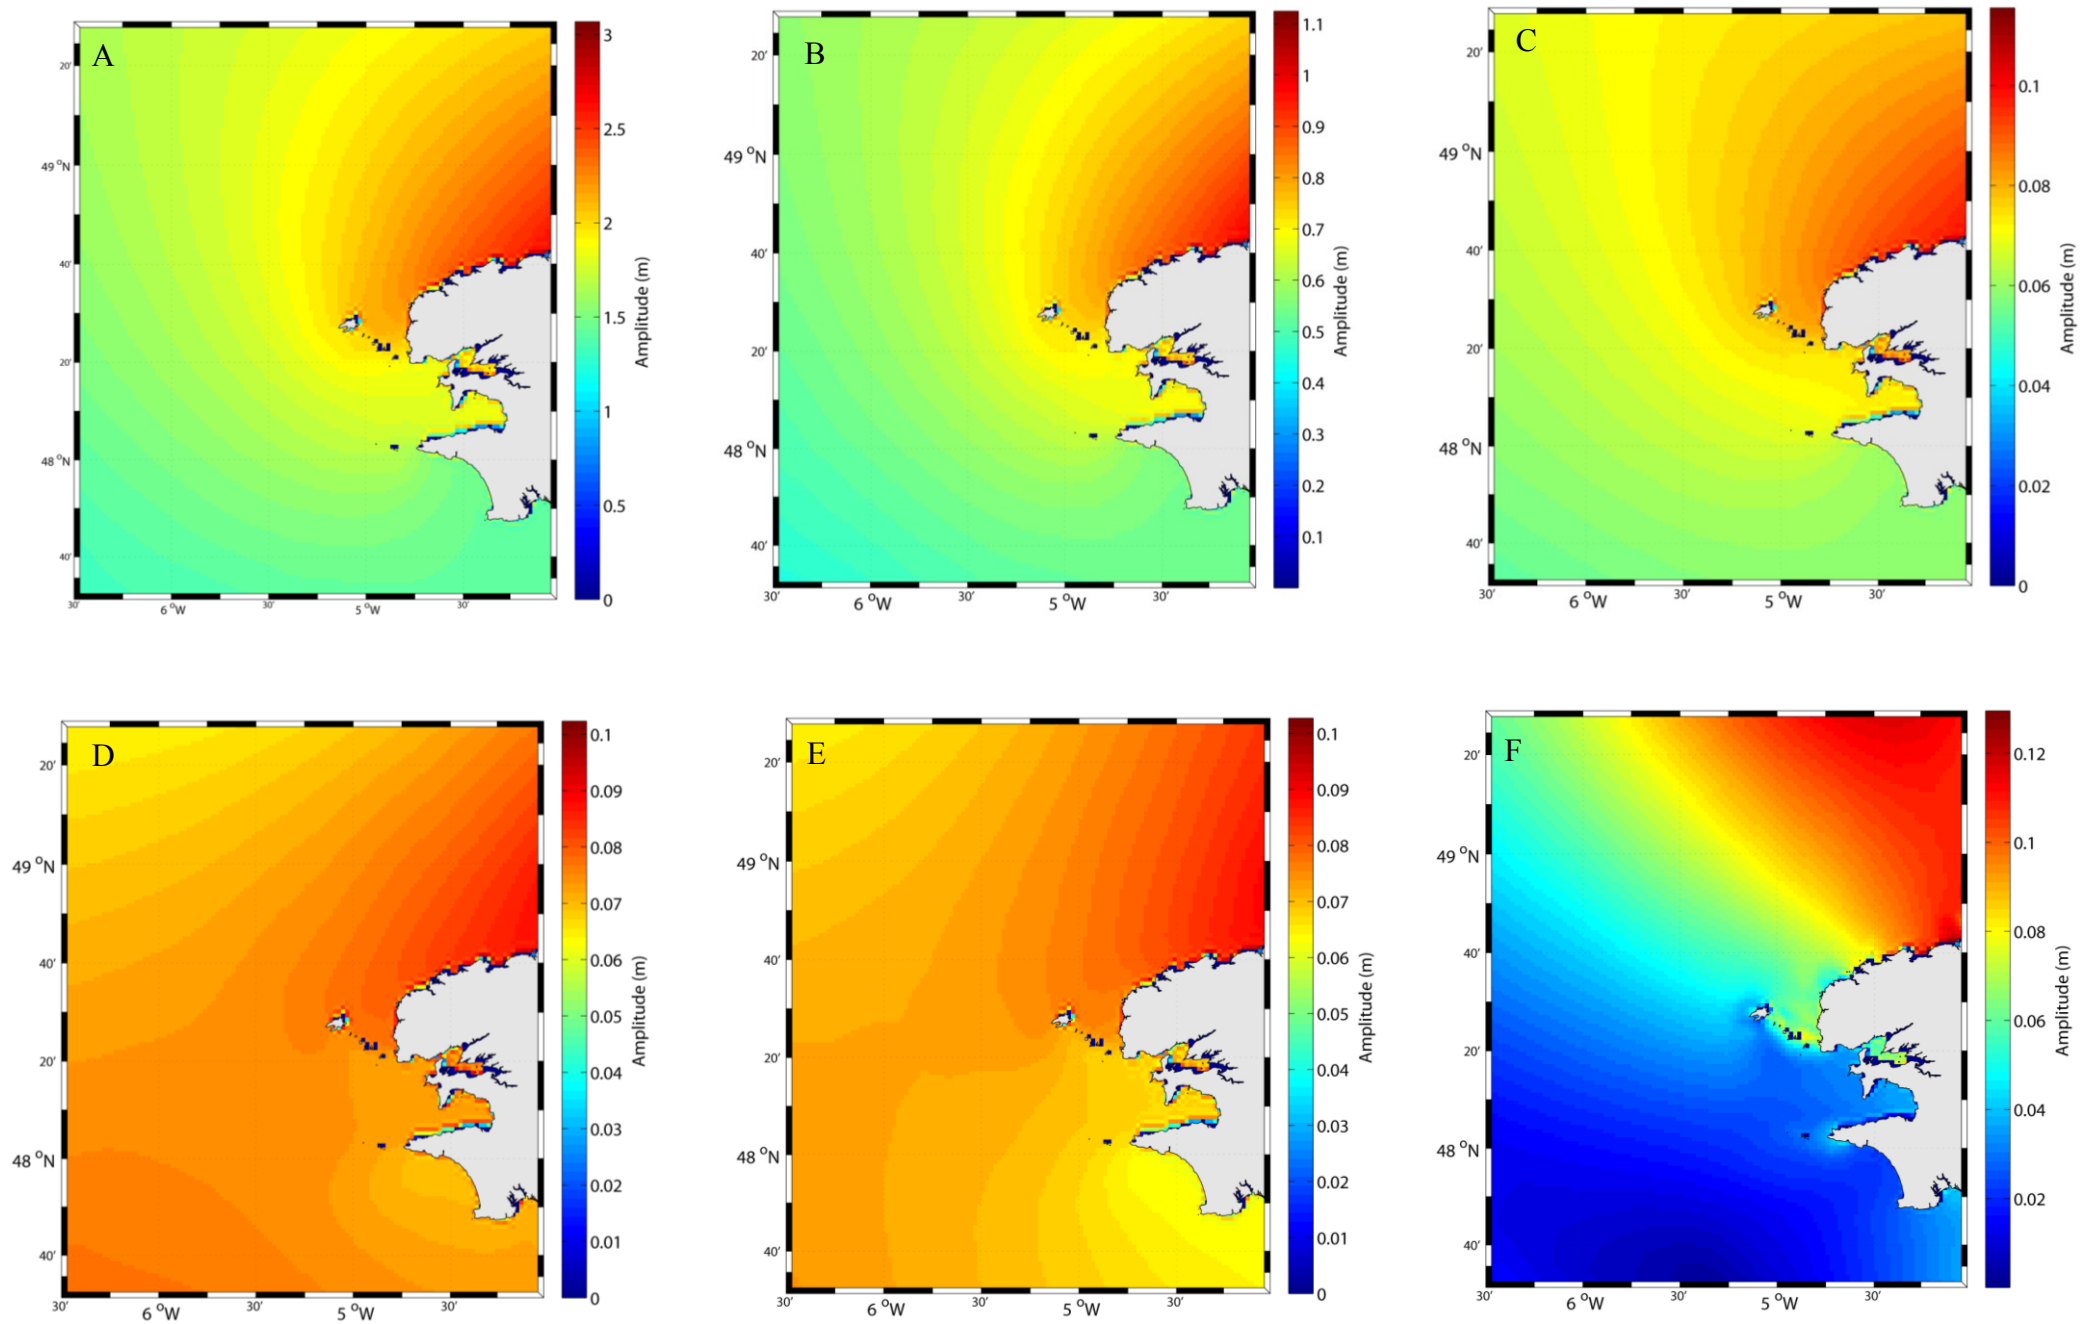 A
20'
49 °N
40'
20'
48 °N
40'
30'
6 °W
30'
5 °W
30'
3
2.5
2
1.5
1
0.5
0
Amplitude (m)
B
20'
49 °N
40'
20'
48 °N
40'
30'
6 °W
30'
5 °W
30'
1.1
1
0.9
0.8
0.7
0.6
0.5
0.4
0.3
0.2
0.1
Amplitude (m)
C
20'
49 °N
40'
20'
48 °N
40'
30'
6 °W
30'
5 °W
30'
0.1
0.08
0.06
0.04
0.02
0
Amplitude (m)
D
20'
49 °N
40'
20'
48 °N
40'
30'
6 °W
30'
5 °W
30'
0.1
0.09
0.08
0.07
0.06
0.05
0.04
0.03
0.02
0.01
0
Amplitude (m)
E
20'
49 °N
40'
20'
48 °N
40'
30'
6 °W
30'
5 °W
30'
0.1
0.09
0.08
0.07
0.06
0.05
0.04
0.03
0.02
0.01
0
Amplitude (m)
F
20'
49 °N
40'
20'
48 °N
40'
30'
6 °W
30'
5 °W
30'
0.12
0.1
0.08
0.06
0.04
0.02
Amplitude (m)